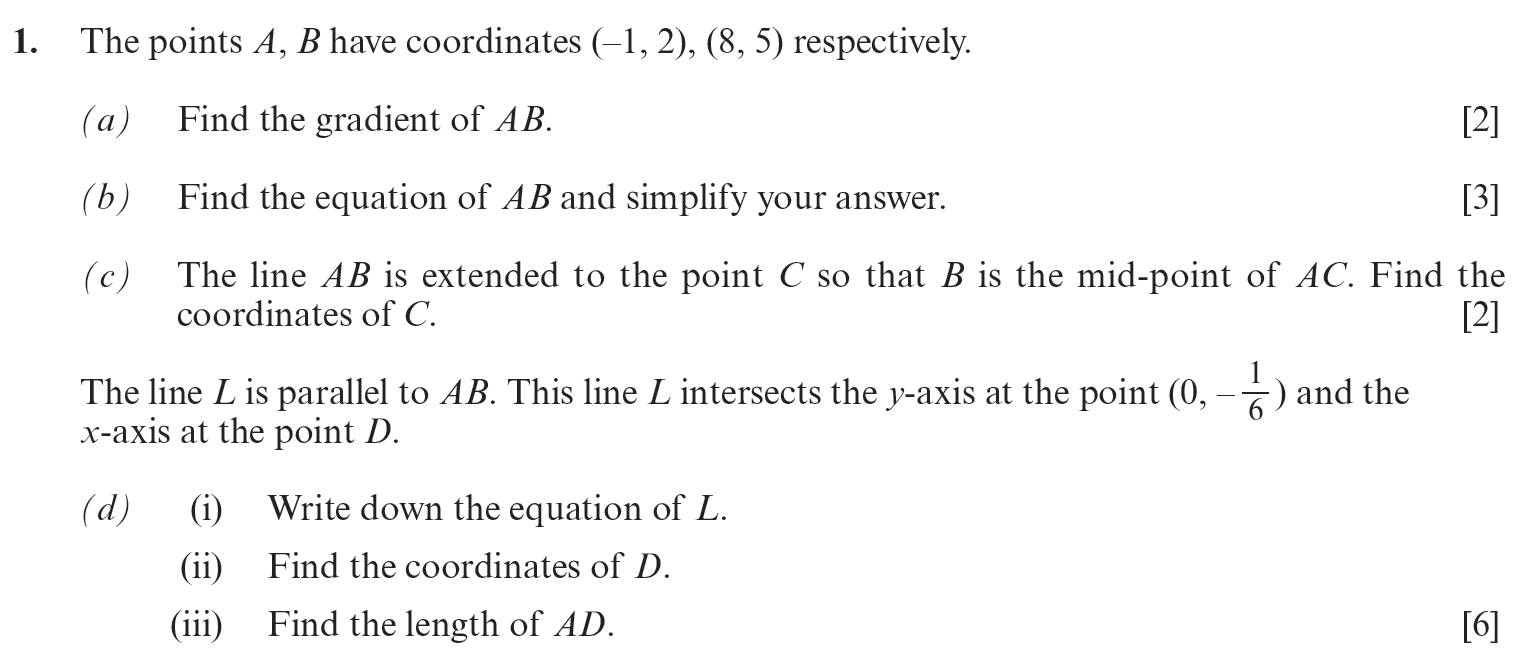 1. The points A, B have coordinates (–1, 2), (8, 5) respectively.
(a) Find the gradient of AB. [2]
(b) Find the equation of AB and simplify your answer. [3]
(c) The line AB is extended to the point C so that B is the mid-point of AC. Find the
coordinates of C. [2]
The line L is parallel to AB. This line L intersects the y-axis at the point (0, –1/6) and the
x-axis at the point D.
(d) (i) Write down the equation of L.
(ii) Find the coordinates of D.
(iii) Find the length of AD. [6]